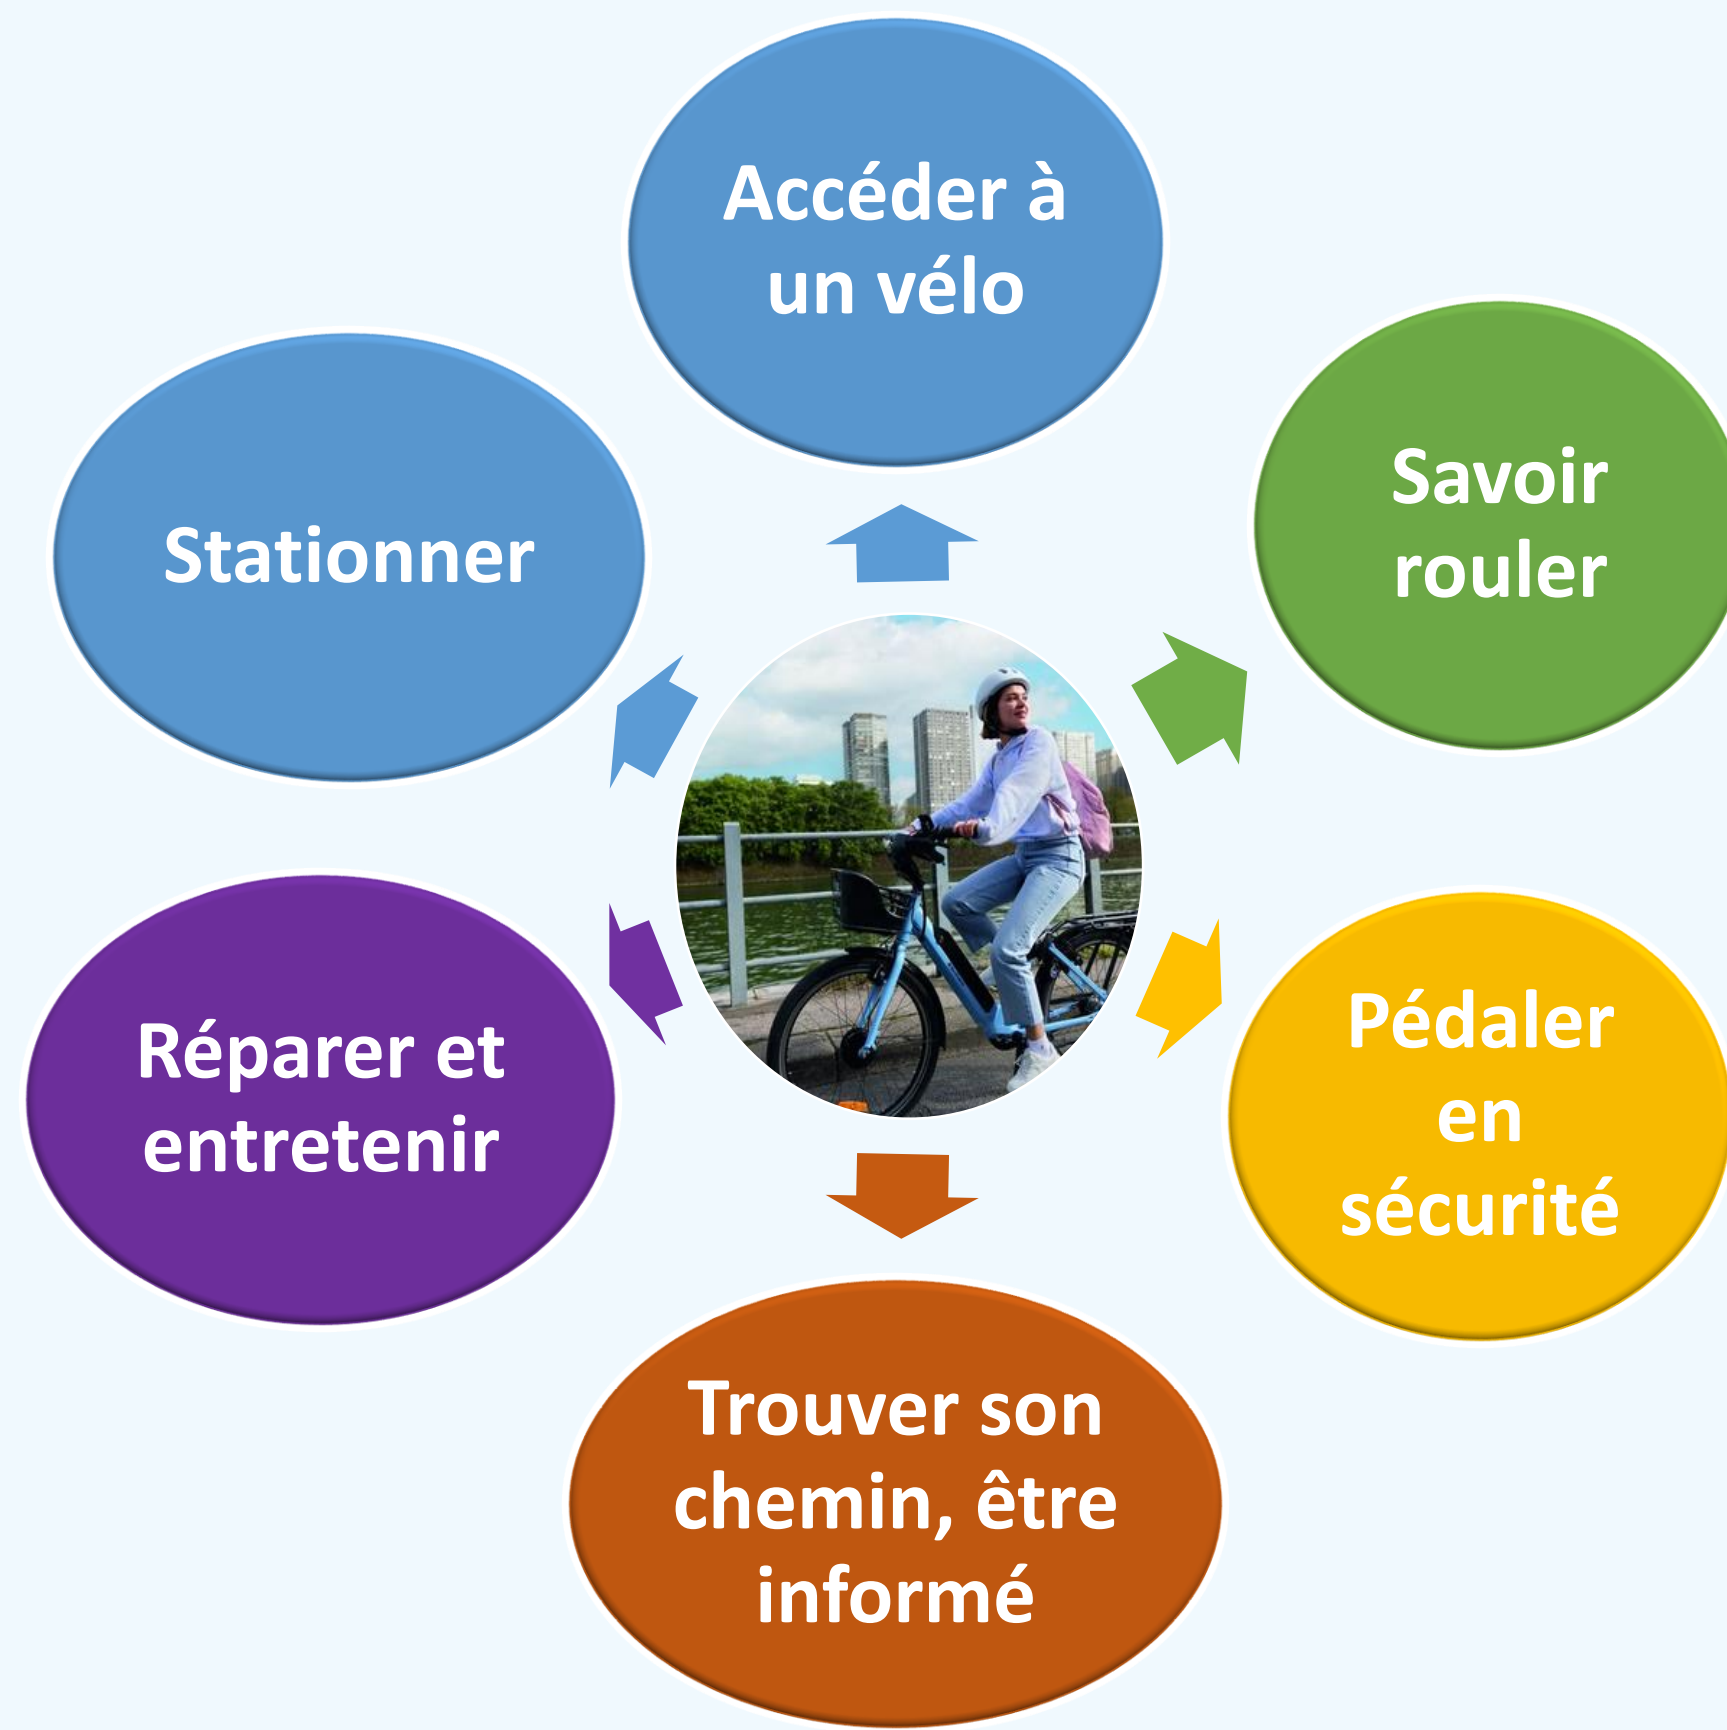 Accéder à
un vélo
Savoir
rouler
Pédaler
en
sécurité
Trouver son
chemin, être
informé
Réparer et
entretenir
Stationner